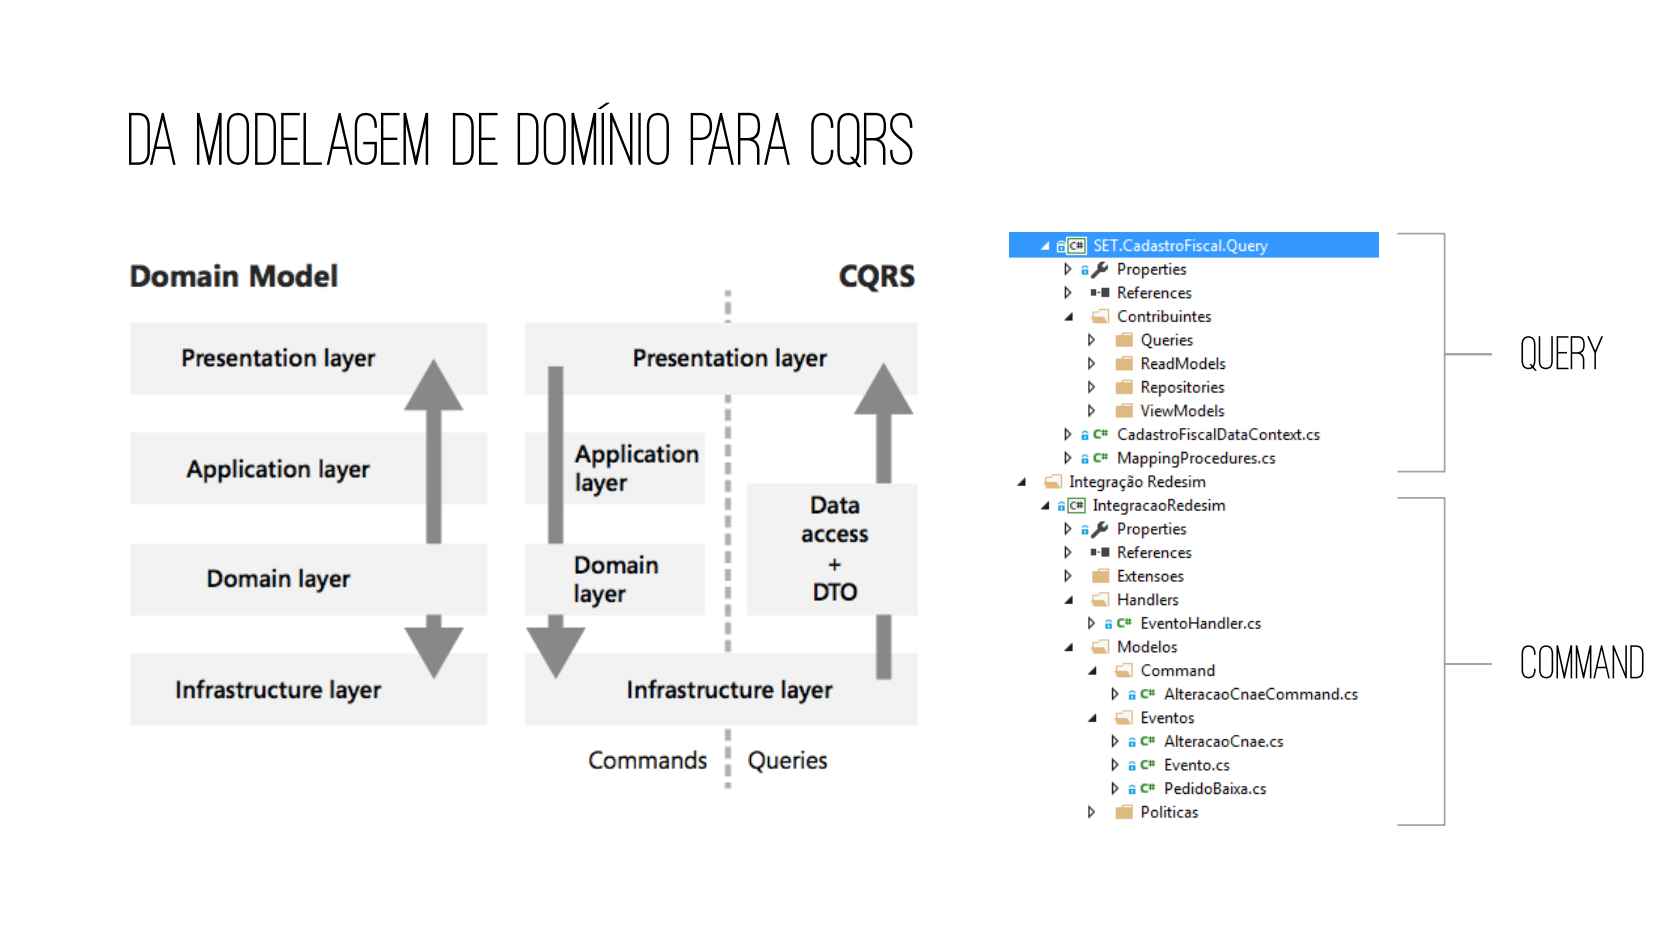 DA MODELAGEM DE DOMÍNIO PARA CQRS
Domain Model
Presentation layer
Application layer
Domain layer
Infrastructure layer
CQRS
Presentation layer
Application
layer
Domain
layer
Data
access
+
DTO
Infrastructure layer
Commands
Queries
SET.CadastroFiscal.Query
Properties
References
Contribuintes
Queries
ReadModels
Repositories
ViewModels
C# CadastroFiscalDataContext.cs
C# MappingProcedures.cs
Integração Redesim
C# IntegracaoRedesim
Properties
References
Extensoes
Handlers
C# EventoHandler.cs
Modelos
Command
C# AlteracaoCnaeCommand.cs
Eventos
C# AlteracaoCnae.cs
C# Evento.cs
C# PedidoBaixa.cs
Politicas
QUERY
COMMAND